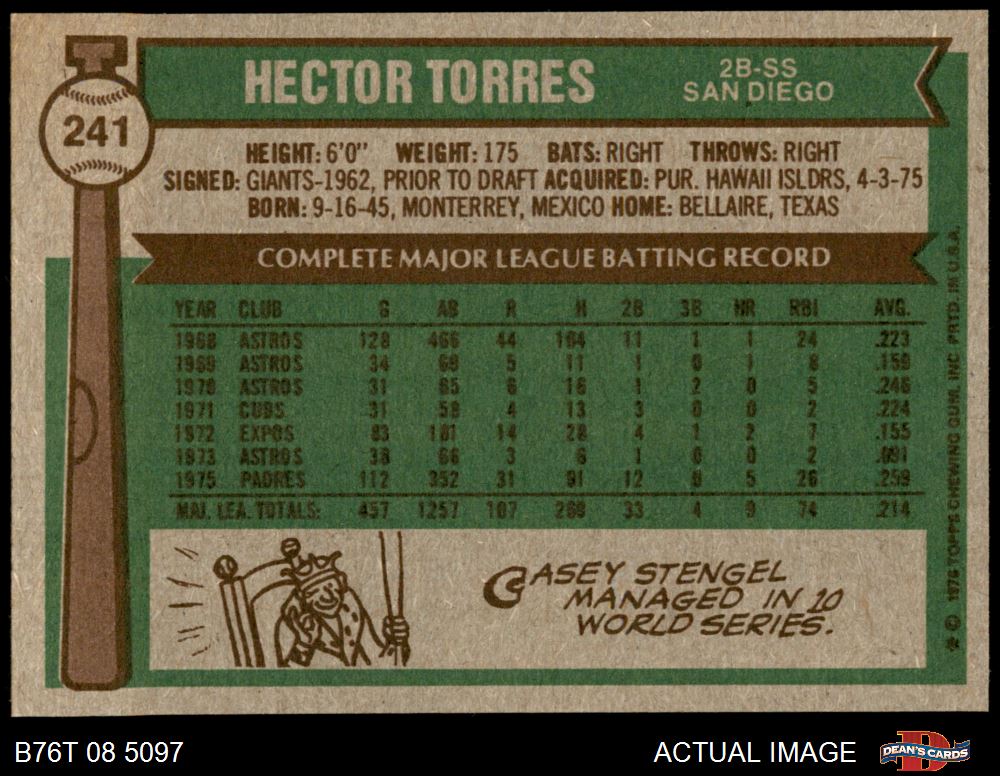 241
HECTOR TORRES
2B-SS
SAN DIEGO
HEIGHT: 6'0" WEIGHT: 175 BATS: RIGHT THROWS: RIGHT
SIGNED: GIANTS-1962, PRIOR TO DRAFT ACQUIRED: PUR. HAWAII ISLDRS, 4-3-75
BORN: 9-16-45, MONTERREY, MEXICO HOME: BELLAIRE, TEXAS
COMPLETE MAJOR LEAGUE BATTING RECORD
YEAR CLUB G AB R H 2B 3B HR RBI AVG.
1968 ASTROS 128 466 44 104 11 1 1 24 .223
1969 ASTROS 34 69 5 11 1 0 1 8 .159
1970 ASTROS 31 65 6 16 1 2 0 5 .246
1971 CUBS 31 58 4 13 3 0 0 2 .224
1972 EXPOS 83 181 14 28 4 1 2 7 .155
1973 ASTROS 38 66 3 6 1 0 0 2 .091
1975 PADRES 112 352 31 91 12 0 5 26 .259
MAJ. LEA. TOTALS: 457 1257 107 269 33 4 9 74 .214
CASEY STENGEL
MANAGED IN 10
WORLD SERIES.
* © 1976 TOPPS CHEWING GUM, INC. PRTD. IN U.S.A.
B76T 08 5097
ACTUAL IMAGE
D
DEAN'S CARDS